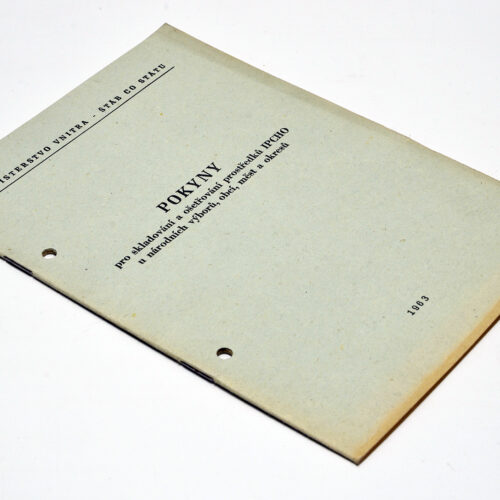 ISTERSTVO VNITRA - ŠTÁB CO STÁTU
POKYNY
pro skladování a ošetřování prostředků IPCHO
u národních výborů, obcí, měst a okresů
1963